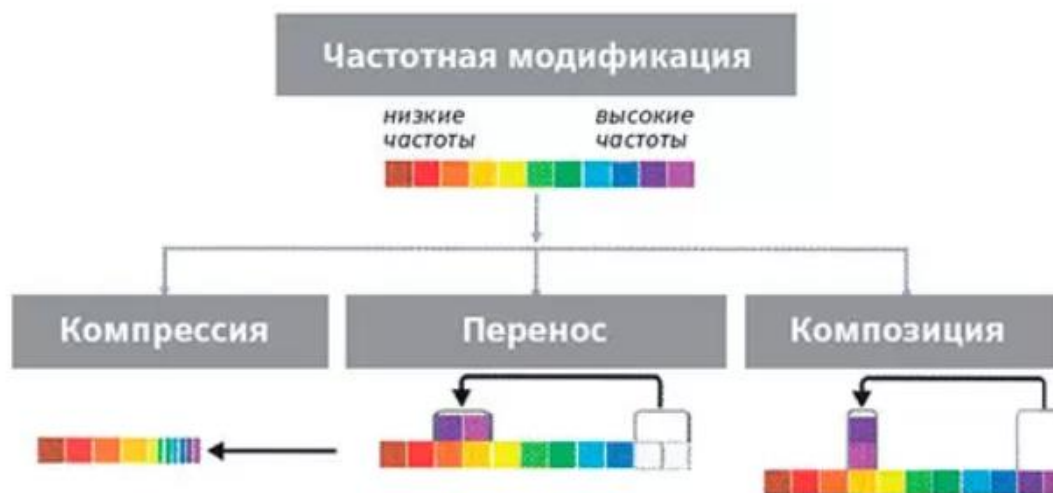 Частотная модификация
низкие
частоты
высокие
частоты
Компрессия
Перенос
Композиция